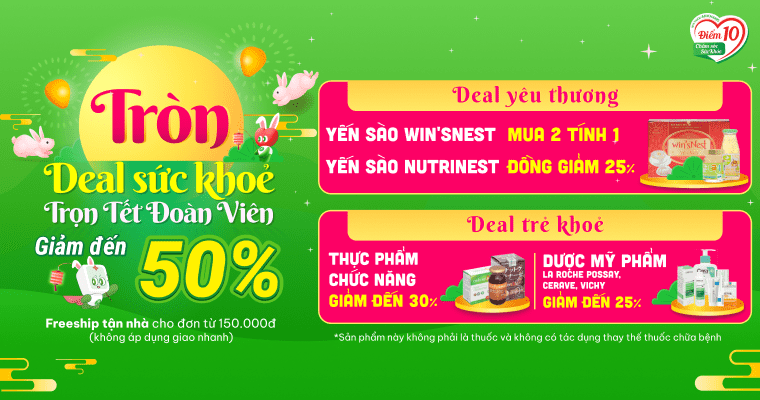 Tròn
Deal sức khoẻ
Trọn Tết Đoàn Viên
Giảm đến
50%
Freeship tận nhà cho đơn từ 150.000đ
(không áp dụng giao nhanh)
Điểm 10
Chăm sóc
Sức Khỏe
Deal yêu thương
YẾN SÀO WIN'SNEST MUA 2 TÍNH 1
YẾN SÀO NUTRINEST ĐỒNG GIẢM 25%
win'sNest
Deal trẻ khoẻ
THỰC PHẨM
CHỨC NĂNG
GIẢM ĐẾN 30%
DƯỢC MỸ PHẨM
LA ROCHE POSSAY,
CERAVE, VICHY
GIẢM ĐẾN 25%
*Sản phẩm này không phải là thuốc và không có tác dụng thay thế thuốc chữa bệnh